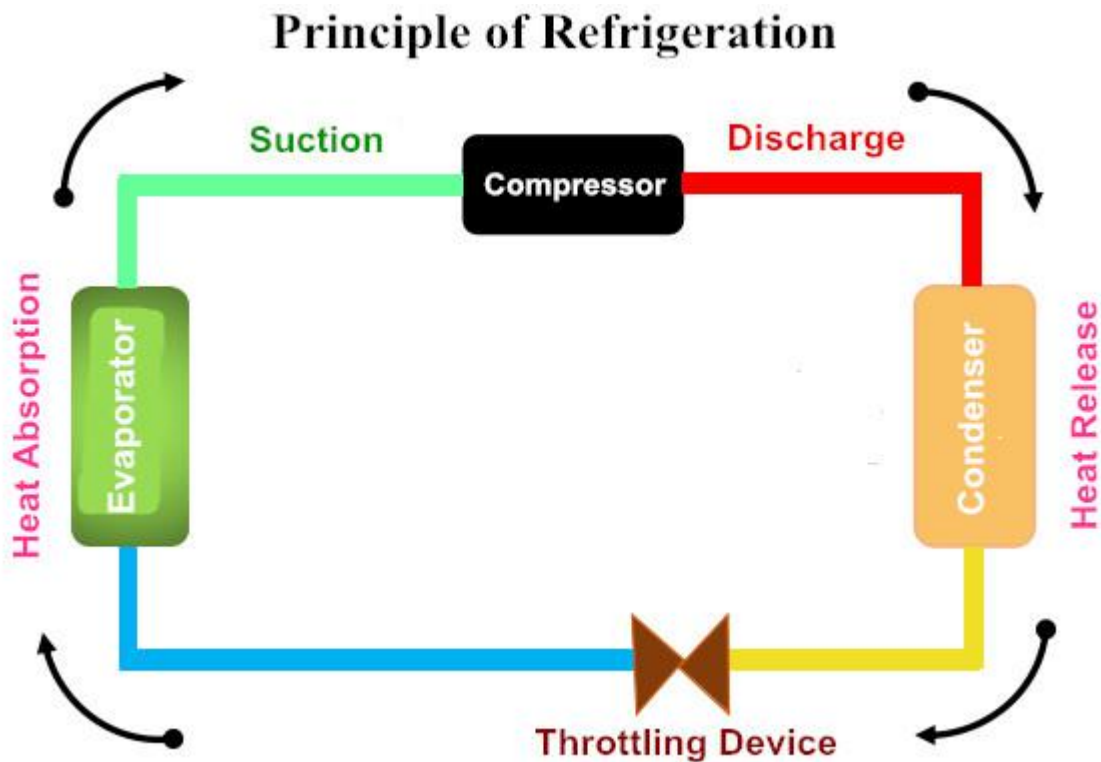 Principle of Refrigeration
Suction
Compressor
Discharge
Heat Absorption
Evaporator
Condenser
Heat Release
Throttling Device